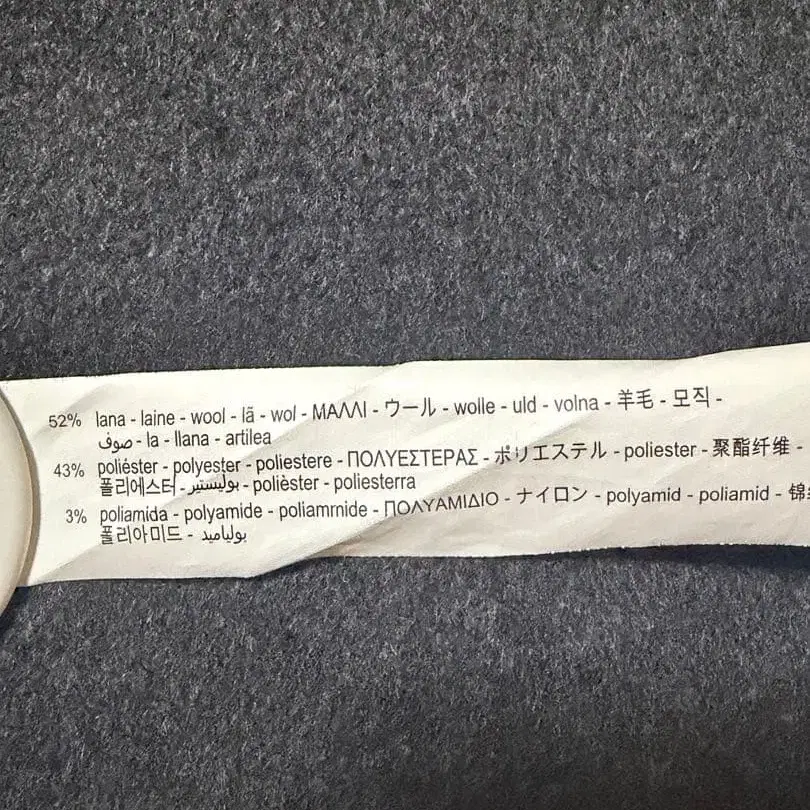 52% lana - laine - wool - lã - wol - ΜΑΛΛΙ - ウール - wolle - uld - volna - 羊毛 - 모직 -
صوف - la - llana - artilea
43% poliéster - polyester - poliestere - ΠΟΛΥΕΣΤΕΡΑΣ - ポリエステル - poliester - 聚酯纤维 -
폴리에스터 - بوليستير - polièster - poliesterra
3% poliamida - polyamide - poliamrnide - ΠΟΛΥΑΜΙΔΙΟ - ナイロン - polyamid - poliamid - 锦
폴리아미드 - بولياميد